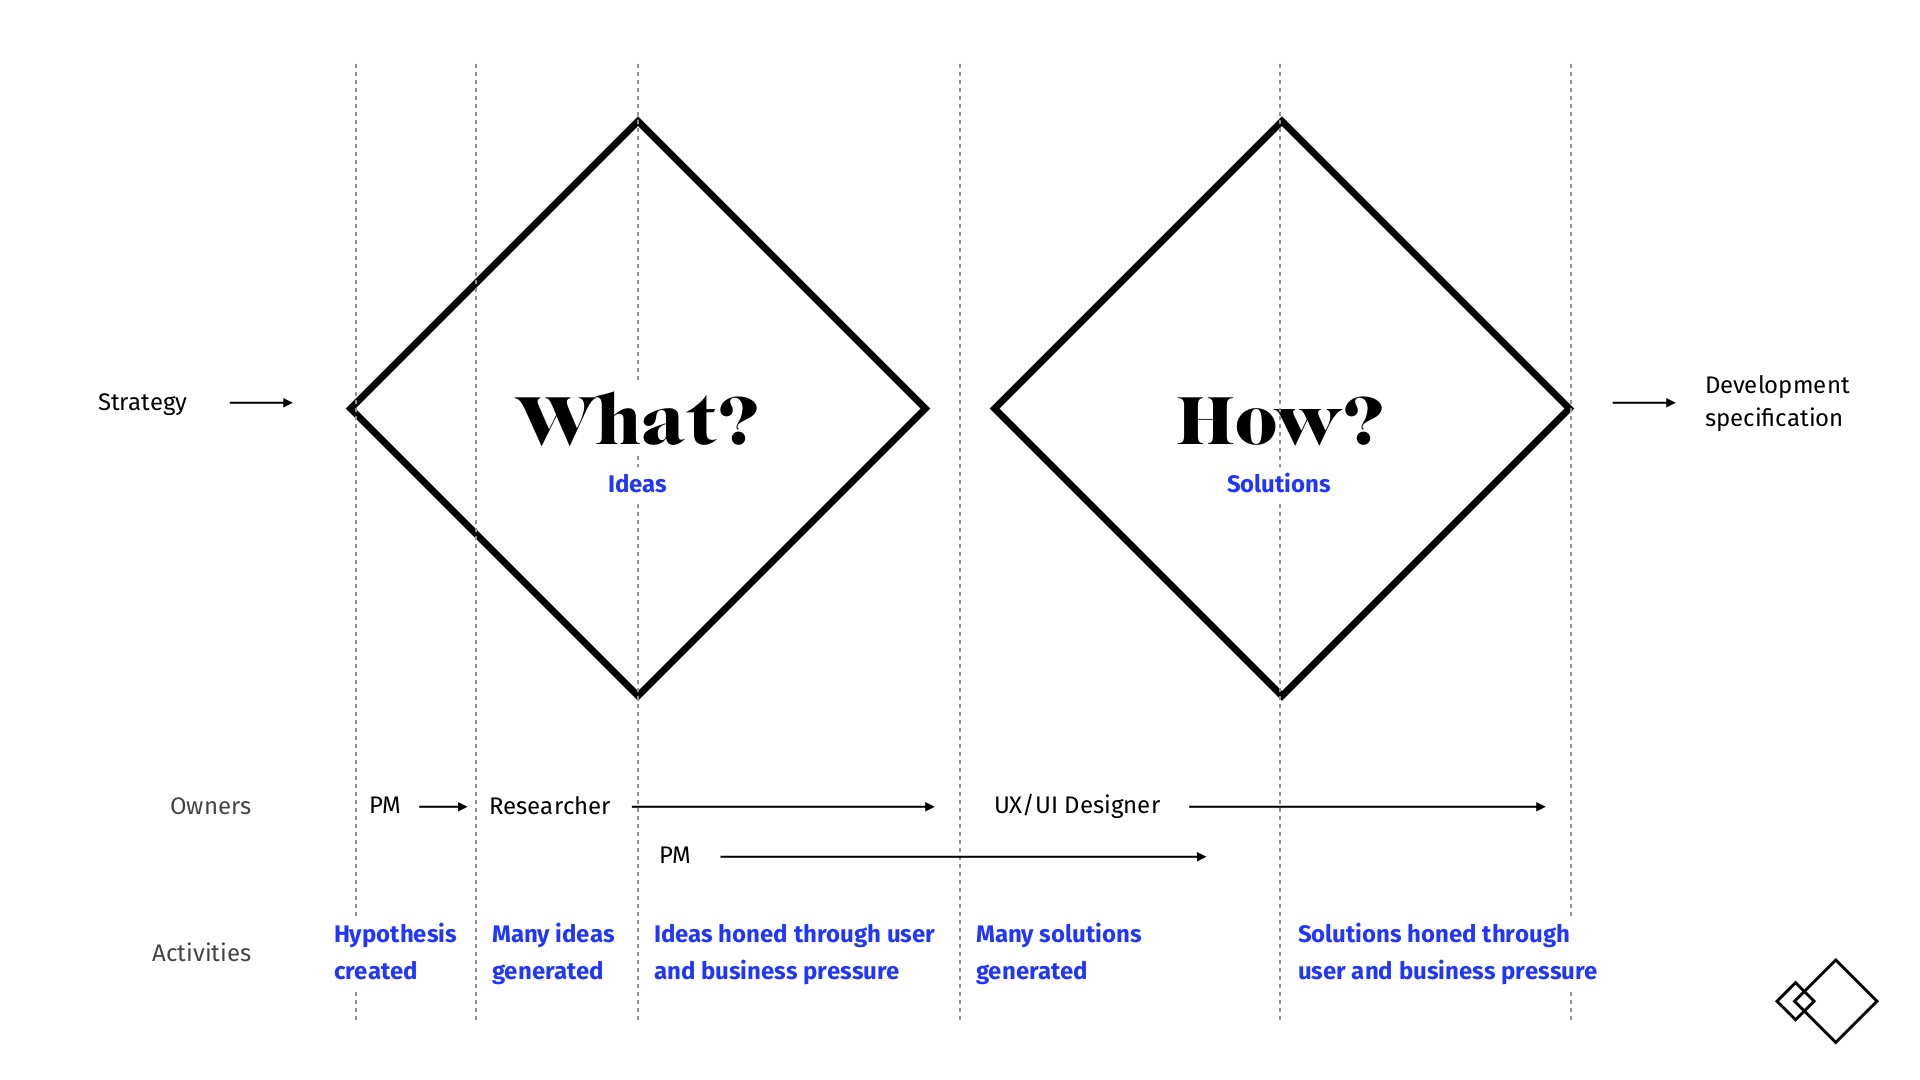 Strategy
What?
Ideas
How?
Solutions
Development
specification
Owners
PM
Researcher
UX/UI Designer
PM
Activities
Hypothesis
created
Many ideas
generated
Ideas honed through user
and business pressure
Many solutions
generated
Solutions honed through
user and business pressure